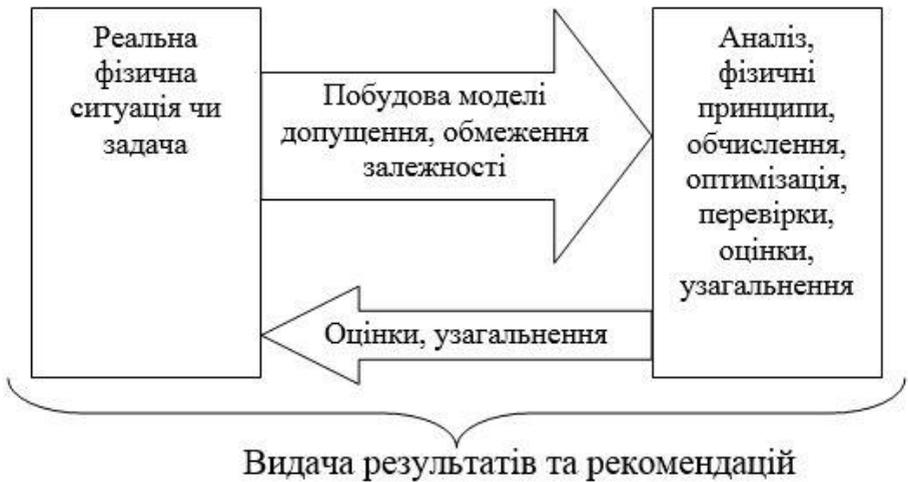 Реальна
фізична
ситуація чи
задача
Побудова моделі
допущення, обмеження
залежності
Аналіз,
фізичні
принципи,
обчислення,
оптимізація,
перевірки,
оцінки,
узагальнення
Оцінки, узагальнення
Видача результатів та рекомендацій